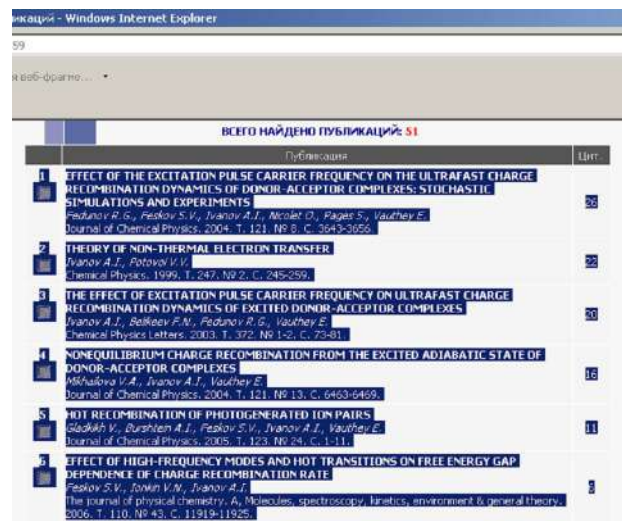 икаций - Windows Internet Explorer
59
я веб-фрагме... ▾
ВСЕГО НАЙДЕНО ПУБЛИКАЦИЙ: 51
Публикация Цит.
1 EFFECT OF THE EXCITATION PULSE CARRIER FREQUENCY ON THE ULTRAFAST CHARGE
RECOMBINATION DYNAMICS OF DONOR-ACCEPTOR COMPLEXES: STOCHASTIC
SIMULATIONS AND EXPERIMENTS
Fedunov R.G., Feskov S.V., Ivanov A.I., Nicolet O., Pages S., Vauthey E.
Journal of Chemical Physics. 2004. Т. 121. № 8. С. 3643-3656.
26
2 THEORY OF NON-THERMAL ELECTRON TRANSFER
Ivanov A.I., Potovoi V.V.
Chemical Physics. 1999. Т. 247. № 2. С. 245-259.
22
3 THE EFFECT OF EXCITATION PULSE CARRIER FREQUENCY ON ULTRAFAST CHARGE
RECOMBINATION DYNAMICS OF EXCITED DONOR-ACCEPTOR COMPLEXES
Ivanov A.I., Belikeev F.N., Fedunov R.G., Vauthey E.
Chemical Physics Letters. 2003. Т. 372. № 1-2. С. 73-81.
20
4 NONEQUILIBRIUM CHARGE RECOMBINATION FROM THE EXCITED ADIABATIC STATE OF
DONOR-ACCEPTOR COMPLEXES
Mikhailova V.A., Ivanov A.I., Vauthey E.
Journal of Chemical Physics. 2004. Т. 121. № 13. С. 6463-6469.
16
5 HOT RECOMBINATION OF PHOTOGENERATED ION PAIRS
Gladkikh V., Burshtein A.I., Feskov S.V., Ivanov A.I., Vauthey E.
Journal of Chemical Physics. 2005. Т. 123. № 24. С. 1-11.
11
6 EFFECT OF HIGH-FREQUENCY MODES AND HOT TRANSITIONS ON FREE ENERGY GAP
DEPENDENCE OF CHARGE RECOMBINATION RATE
Feskov S.V., Ionkin V.N., Ivanov A.I.
The journal of physical chemistry. A, Molecules, spectroscopy, kinetics, environment & general theory.
2006. Т. 110. № 43. С. 11919-11925.